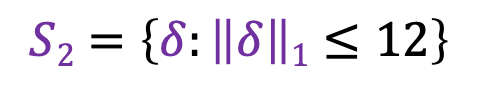 S₂ = {δ: ‖δ‖₁ ≤ 12}